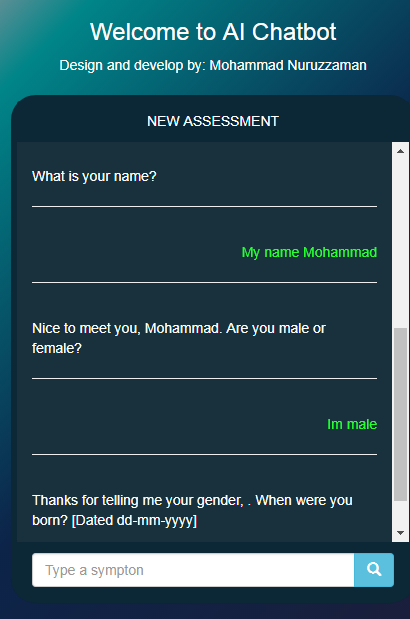 Welcome to AI Chatbot
Design and develop by: Mohammad Nuruzzaman
NEW ASSESSMENT
What is your name?
My name Mohammad
Nice to meet you, Mohammad. Are you male or
female?
Im male
Thanks for telling me your gender, . When were you
born? [Dated dd-mm-yyyy]
Type a sympton